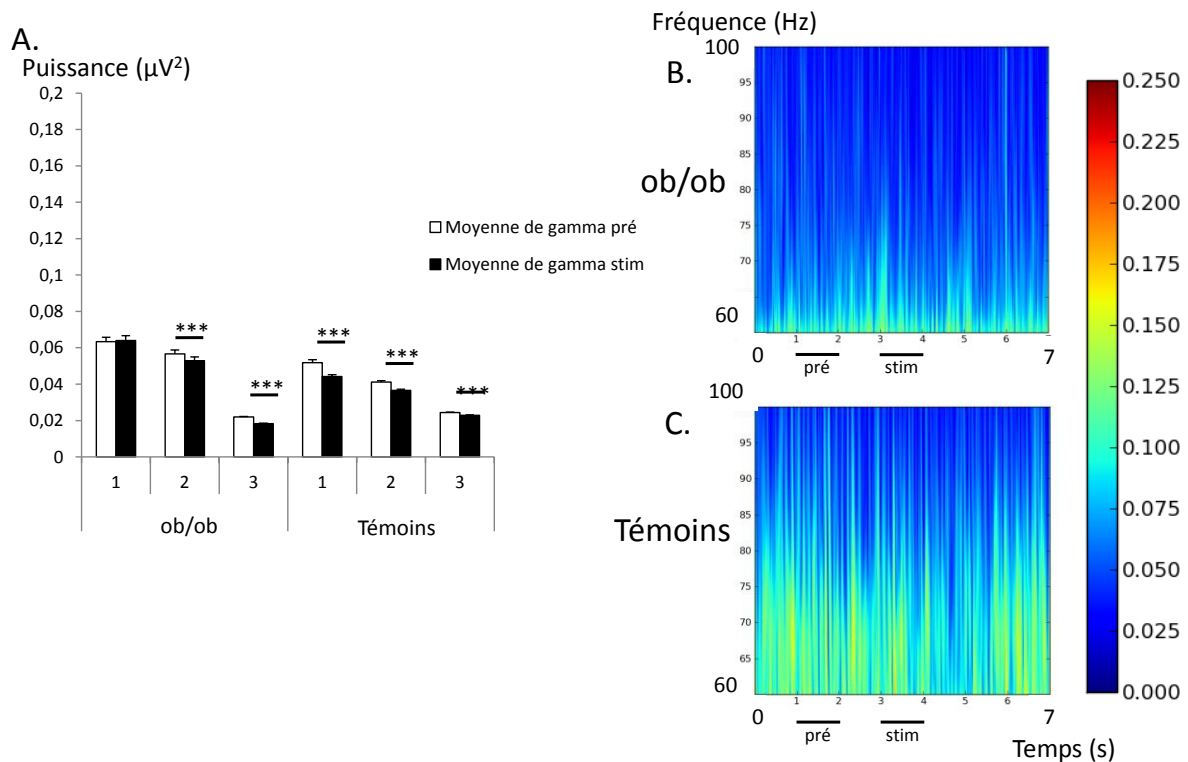 A.
Puissance (µV²)
0,2
0,18
0,16
0,14
0,12
0,1
0,08
0,06
0,04
0,02
0
***
***
***
***
***
***
1 2 3 1 2 3
ob/ob Témoins
Moyenne de gamma pré
Moyenne de gamma stim
Fréquence (Hz)
B.
ob/ob
100
95
90
85
80
75
70
60
0 1 2 3 4 5 6 7
pré stim
C.
Témoins
100
95
90
85
80
75
70
65
60
0 1 2 3 4 5 6 7
pré stim
Temps (s)
0.250
0.225
0.200
0.175
0.150
0.125
0.100
0.075
0.050
0.025
0.000